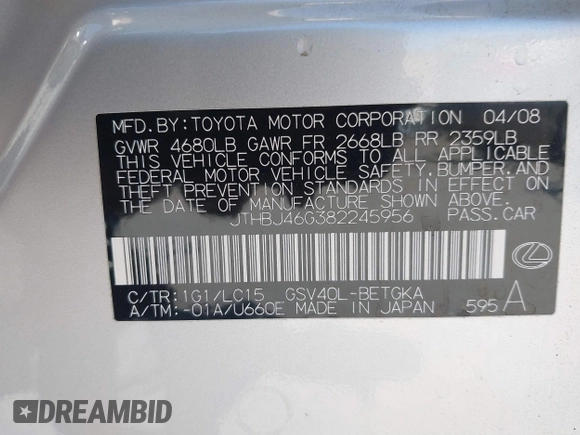 MFD. BY: TOYOTA MOTOR CORPORATION 04/08
GVWR 4680LB GAWR FR 2668LB RR 2359LB
THIS VEHICLE CONFORMS TO ALL APPLICABLE
FEDERAL MOTOR VEHICLE SAFETY, BUMPER, AND
THEFT PREVENTION STANDARDS IN EFFECT ON
THE DATE OF MANUFACTURE SHOWN ABOVE.
JTHBJ46G382245956 PASS. CAR
C/TR: 1G1/LC15 GSV40L-BETGKA
A/TM: -01A/U660E MADE IN JAPAN 595 A
DREAMBID